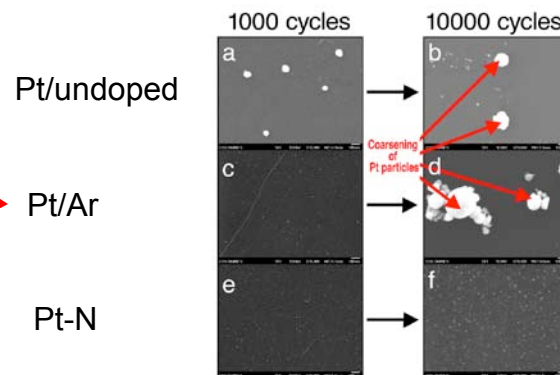 1000 cycles
10000 cycles
Pt/undoped
a
b
Coarsening
of
Pt particles
Pt/Ar
c
d
Pt-N
e
f